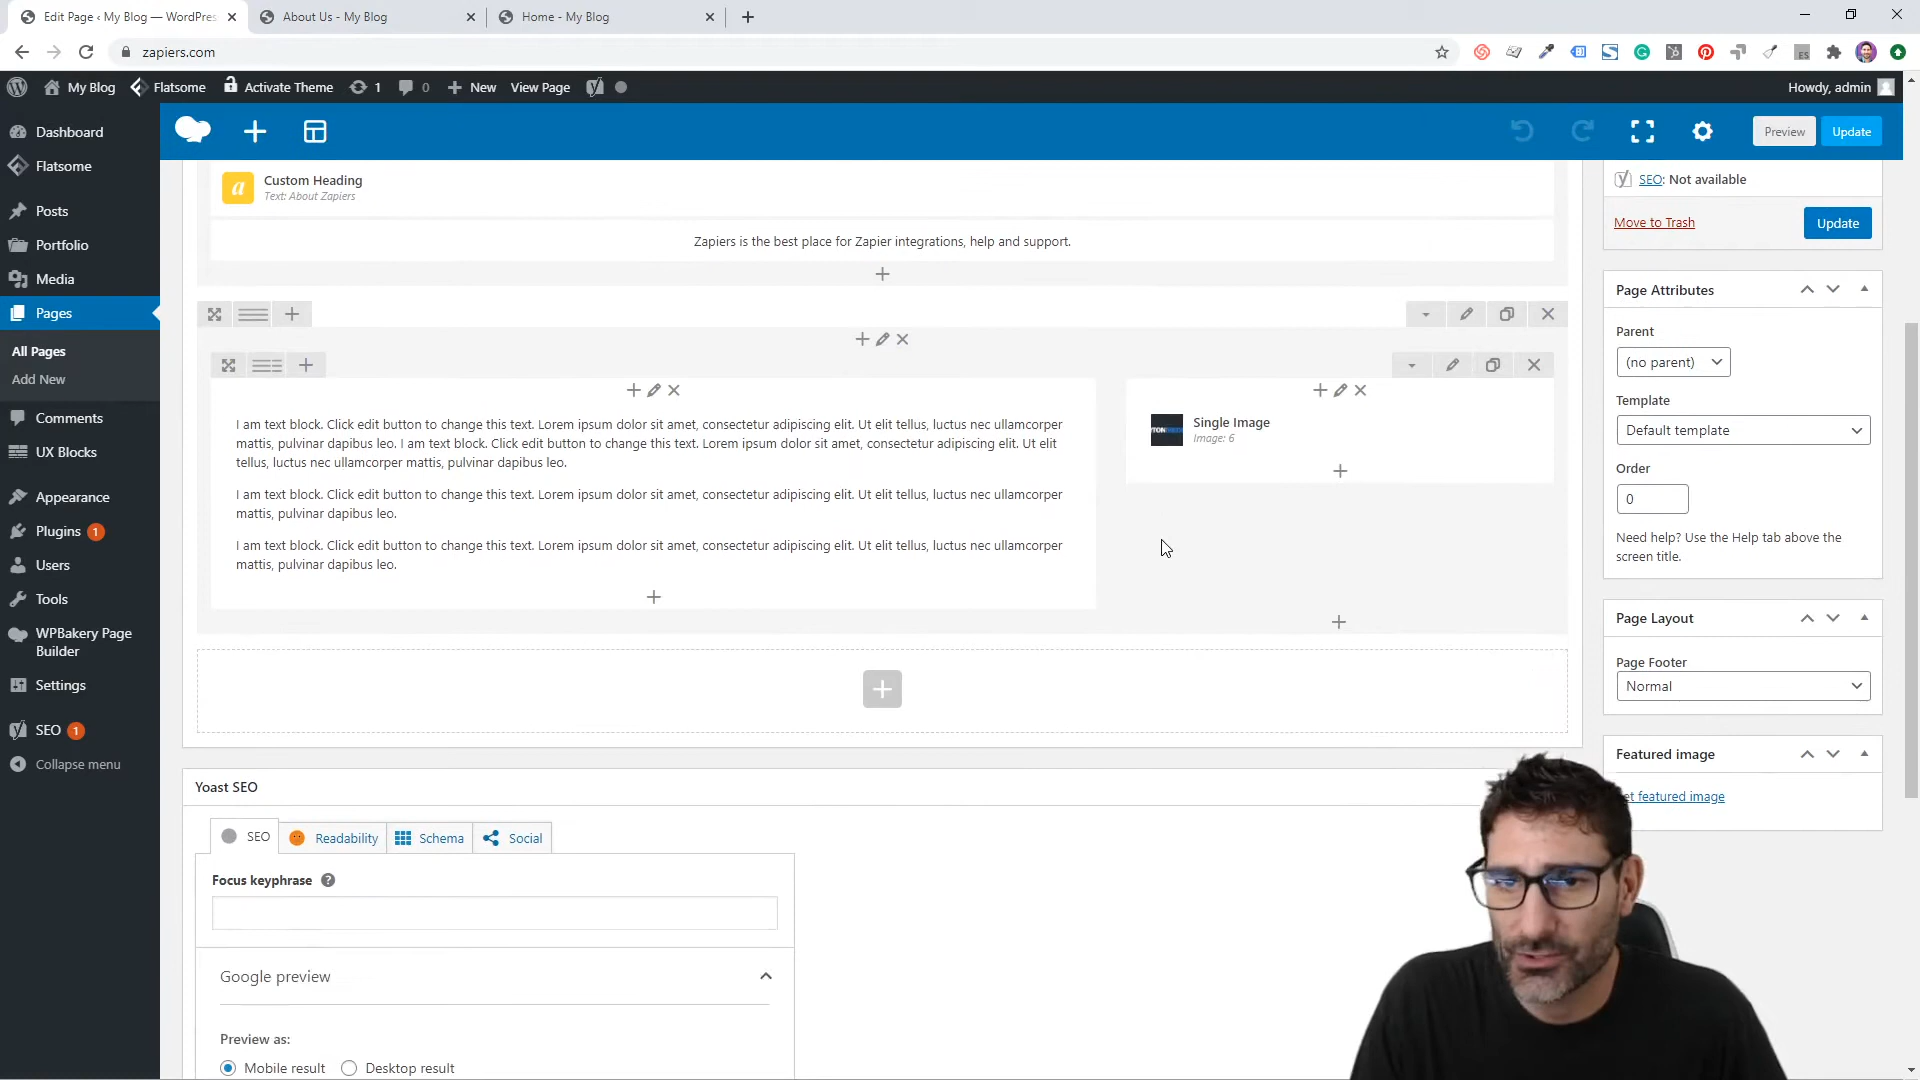 Edit Page ‹ My Blog — WordPres
About Us - My Blog
Home - My Blog
zapiers.com
My Blog
Flatsome
Activate Theme
1
0
New
View Page
Howdy, admin
Dashboard
Flatsome
Posts
Portfolio
Media
Pages
All Pages
Add New
Comments
UX Blocks
Appearance
Plugins 1
Users
Tools
WPBakery Page
Builder
Settings
SEO 1
Collapse menu
Preview
Update
a
Custom Heading
Text: About Zapiers
Zapiers is the best place for Zapier integrations, help and support.
I am text block. Click edit button to change this text. Lorem ipsum dolor sit amet, consectetur adipiscing elit. Ut elit tellus, luctus nec ullamcorper
mattis, pulvinar dapibus leo. I am text block. Click edit button to change this text. Lorem ipsum dolor sit amet, consectetur adipiscing elit. Ut elit
tellus, luctus nec ullamcorper mattis, pulvinar dapibus leo.
I am text block. Click edit button to change this text. Lorem ipsum dolor sit amet, consectetur adipiscing elit. Ut elit tellus, luctus nec ullamcorper
mattis, pulvinar dapibus leo.
I am text block. Click edit button to change this text. Lorem ipsum dolor sit amet, consectetur adipiscing elit. Ut elit tellus, luctus nec ullamcorper
mattis, pulvinar dapibus leo.
Single Image
Image: 6
Yoast SEO
SEO
Readability
Schema
Social
Focus keyphrase
Google preview
Preview as:
Mobile result
Desktop result
SEO: Not available
Move to Trash
Update
Page Attributes
Parent
(no parent)
Template
Default template
Order
0
Need help? Use the Help tab above the
screen title.
Page Layout
Page Footer
Normal
Featured image
et featured image